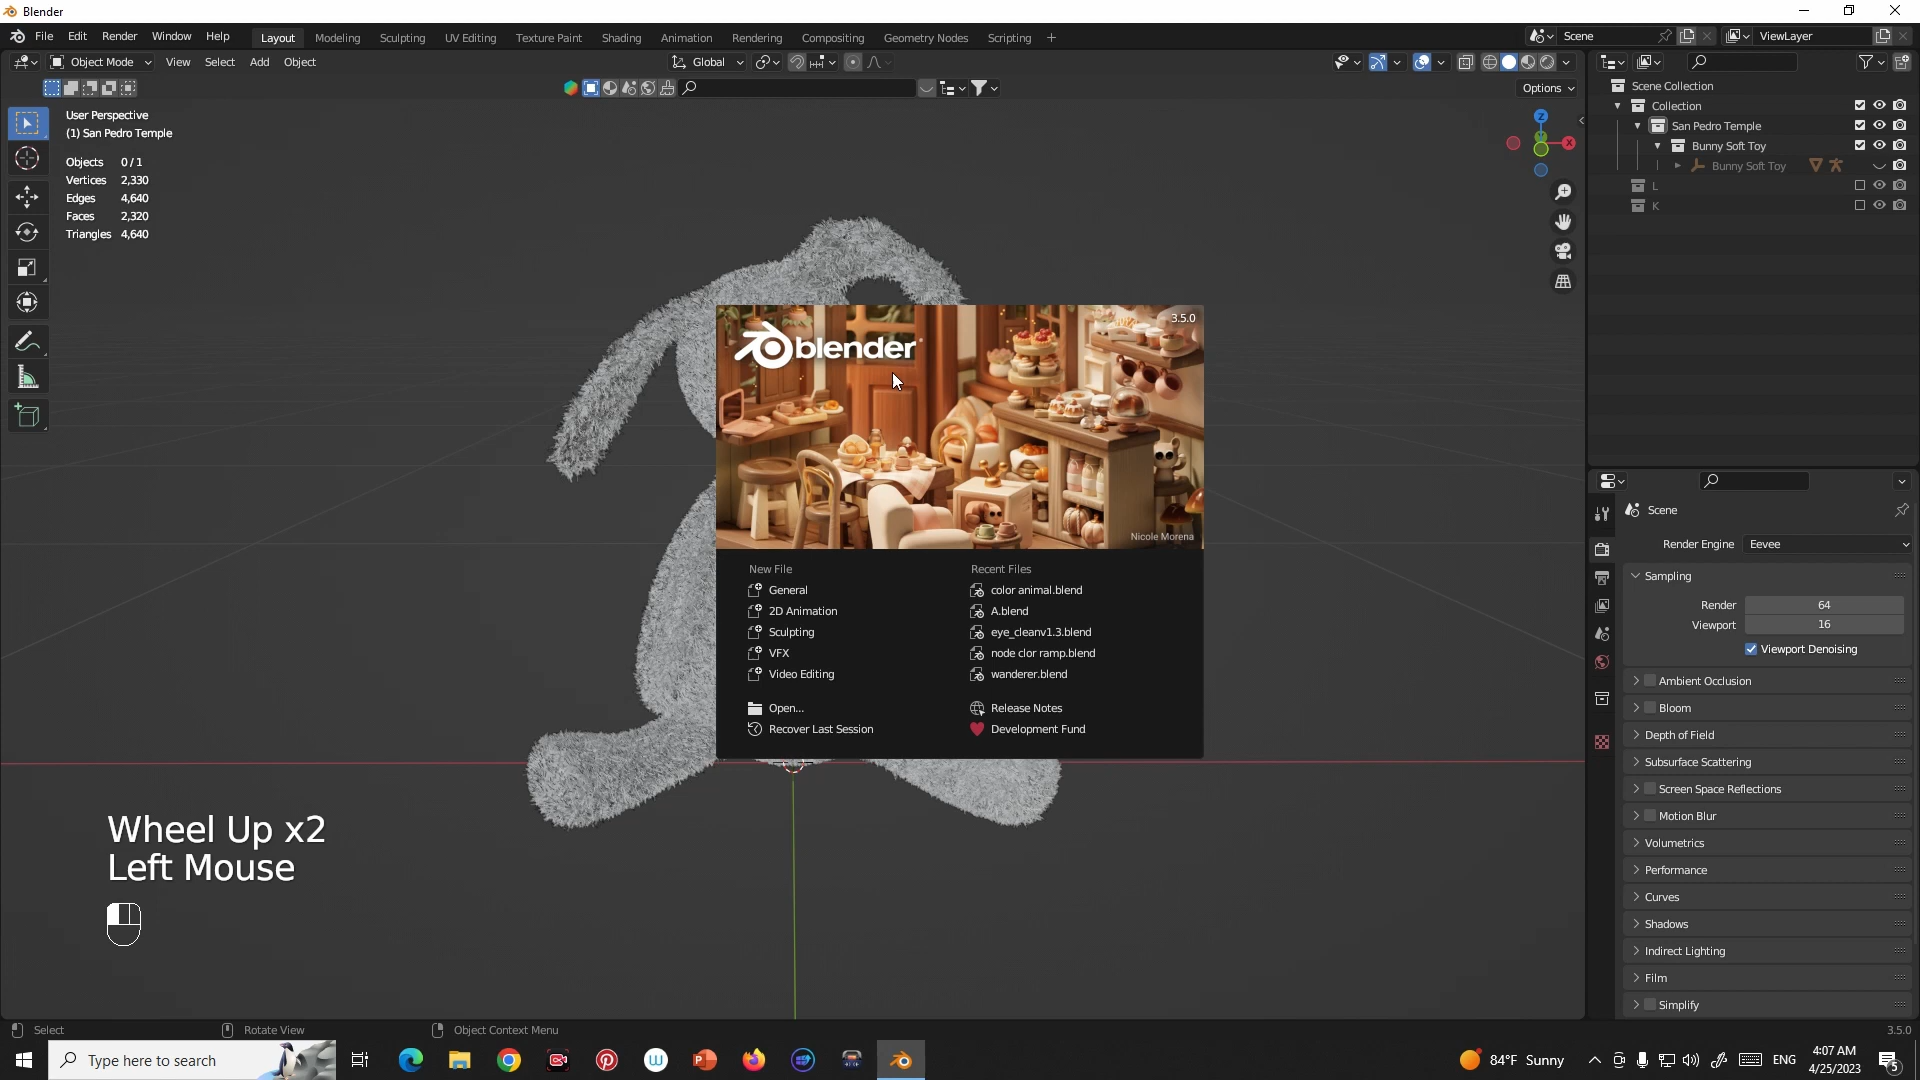 Blender
File Edit Render Window Help Layout Modeling Sculpting UV Editing Texture Paint Shading Animation Rendering Compositing Geometry Nodes Scripting + Scene ViewLayer
Object Mode View Select Add Object Global
Options
User Perspective
(1) San Pedro Temple
Objects 0/1
Vertices 2,330
Edges 4,640
Faces 2,320
Triangles 4,640
Z
Y
X
Scene Collection
Collection
San Pedro Temple
Bunny Soft Toy
Bunny Soft Toy
L
K
3.5.0
blender
Nicole Morena
New File
General
2D Animation
Sculpting
VFX
Video Editing
Open...
Recover Last Session
Recent Files
color animal.blend
A.blend
eye_cleanv1.3.blend
node clor ramp.blend
wanderer.blend
Release Notes
Development Fund
Scene
Render Engine Eevee
Sampling
Render 64
Viewport 16
Viewport Denoising
Ambient Occlusion
Bloom
Depth of Field
Subsurface Scattering
Screen Space Reflections
Motion Blur
Volumetrics
Performance
Curves
Shadows
Indirect Lighting
Film
Simplify
Wheel Up x2
Left Mouse
Select Rotate View Object Context Menu 3.5.0
Type here to search
84°F Sunny
ENG
4:07 AM
4/25/2023
5